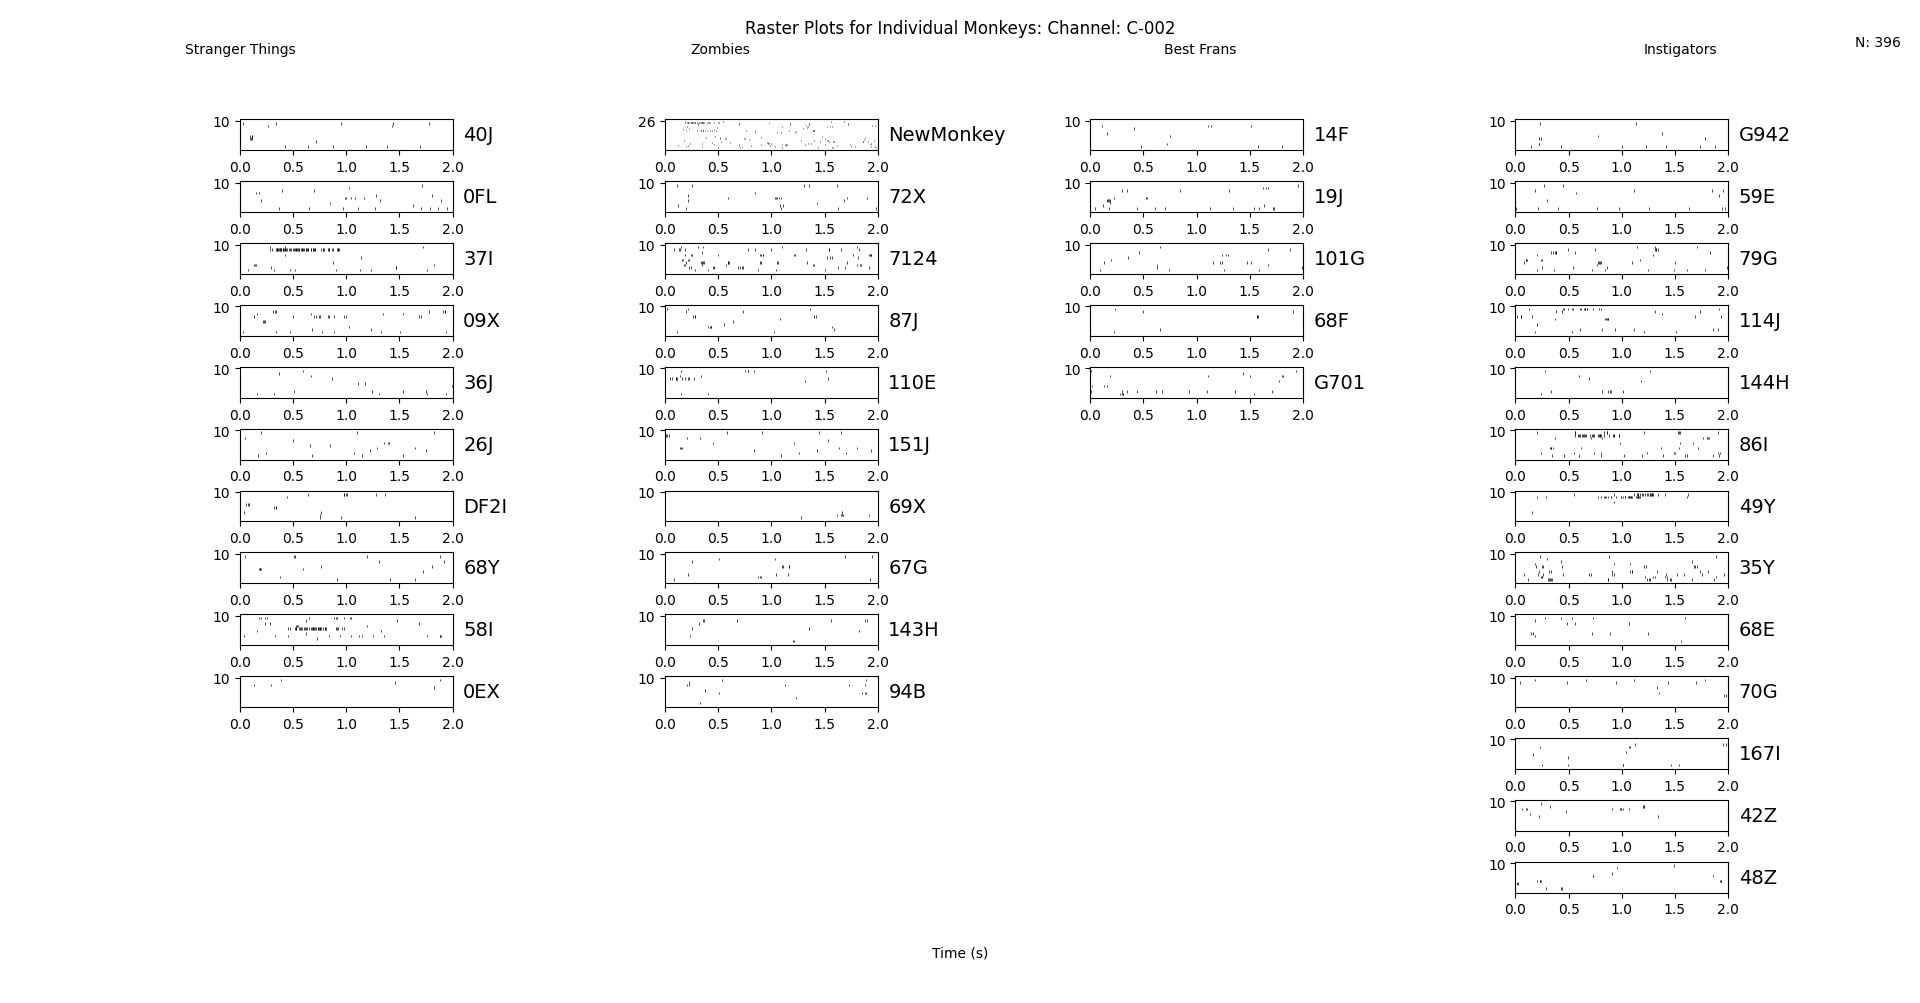 Raster Plots for Individual Monkeys: Channel: C-002
Stranger Things Zombies Best Frans Instigators N: 396
10 40J 26 NewMonkey 10 14F 10 G942
0.0 0.5 1.0 1.5 2.0 0.0 0.5 1.0 1.5 2.0 0.0 0.5 1.0 1.5 2.0 0.0 0.5 1.0 1.5 2.0
10 0FL 10 72X 10 19J 10 59E
0.0 0.5 1.0 1.5 2.0 0.0 0.5 1.0 1.5 2.0 0.0 0.5 1.0 1.5 2.0 0.0 0.5 1.0 1.5 2.0
10 37I 10 7124 10 101G 10 79G
0.0 0.5 1.0 1.5 2.0 0.0 0.5 1.0 1.5 2.0 0.0 0.5 1.0 1.5 2.0 0.0 0.5 1.0 1.5 2.0
10 09X 10 87J 10 68F 10 114J
0.0 0.5 1.0 1.5 2.0 0.0 0.5 1.0 1.5 2.0 0.0 0.5 1.0 1.5 2.0 0.0 0.5 1.0 1.5 2.0
10 36J 10 110E 10 G701 10 144H
0.0 0.5 1.0 1.5 2.0 0.0 0.5 1.0 1.5 2.0 0.0 0.5 1.0 1.5 2.0 0.0 0.5 1.0 1.5 2.0
10 26J 10 151J 10 86I
0.0 0.5 1.0 1.5 2.0 0.0 0.5 1.0 1.5 2.0 0.0 0.5 1.0 1.5 2.0
10 DF2I 10 69X 10 49Y
0.0 0.5 1.0 1.5 2.0 0.0 0.5 1.0 1.5 2.0 0.0 0.5 1.0 1.5 2.0
10 68Y 10 67G 10 35Y
0.0 0.5 1.0 1.5 2.0 0.0 0.5 1.0 1.5 2.0 0.0 0.5 1.0 1.5 2.0
10 58I 10 143H 10 68E
0.0 0.5 1.0 1.5 2.0 0.0 0.5 1.0 1.5 2.0 0.0 0.5 1.0 1.5 2.0
10 0EX 10 94B 10 70G
0.0 0.5 1.0 1.5 2.0 0.0 0.5 1.0 1.5 2.0 0.0 0.5 1.0 1.5 2.0
10 167I
0.0 0.5 1.0 1.5 2.0
10 42Z
0.0 0.5 1.0 1.5 2.0
10 48Z
0.0 0.5 1.0 1.5 2.0
Time (s)